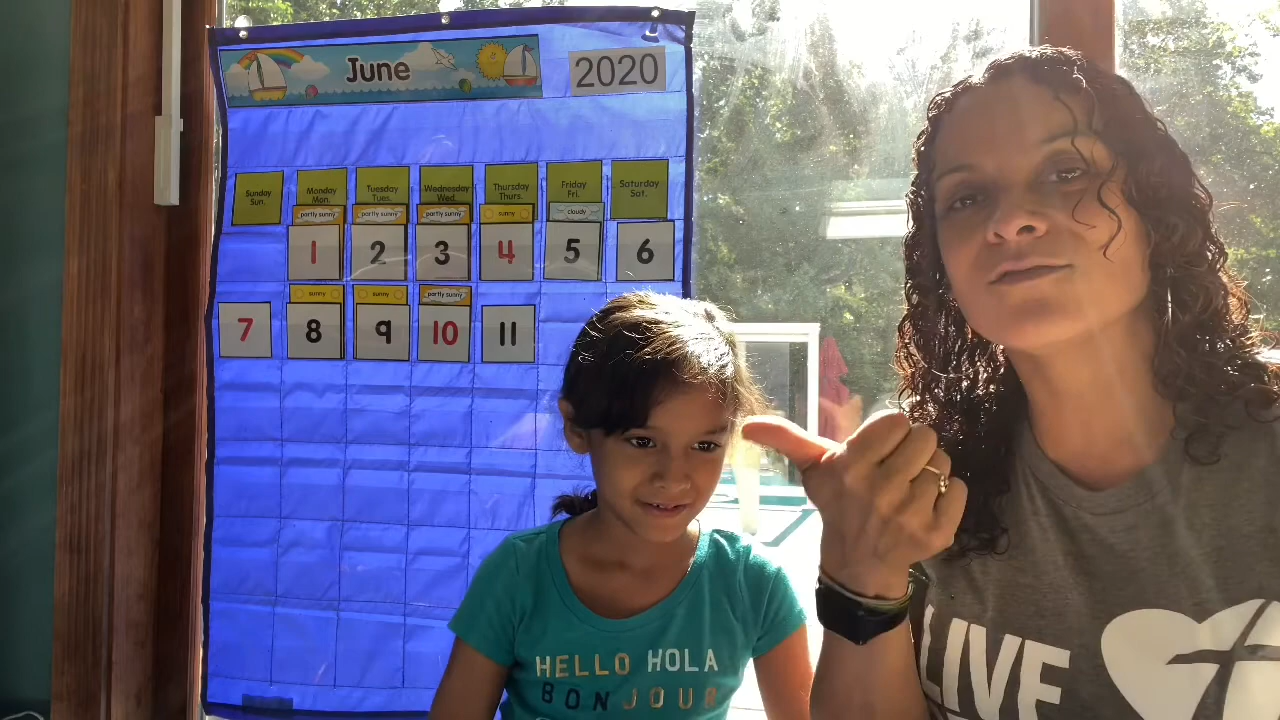 June 2020
Sunday Monday Tuesday Wednesday Thursday Friday Saturday
Sun. Mon. Tues. Wed. Thurs. Fri. Sat.
partly sunny partly sunny partly sunny sunny cloudy
1 2 3 4 5 6
sunny sunny partly sunny
7 8 9 10 11
HELLO HOLA
BONJOUR
LIVE